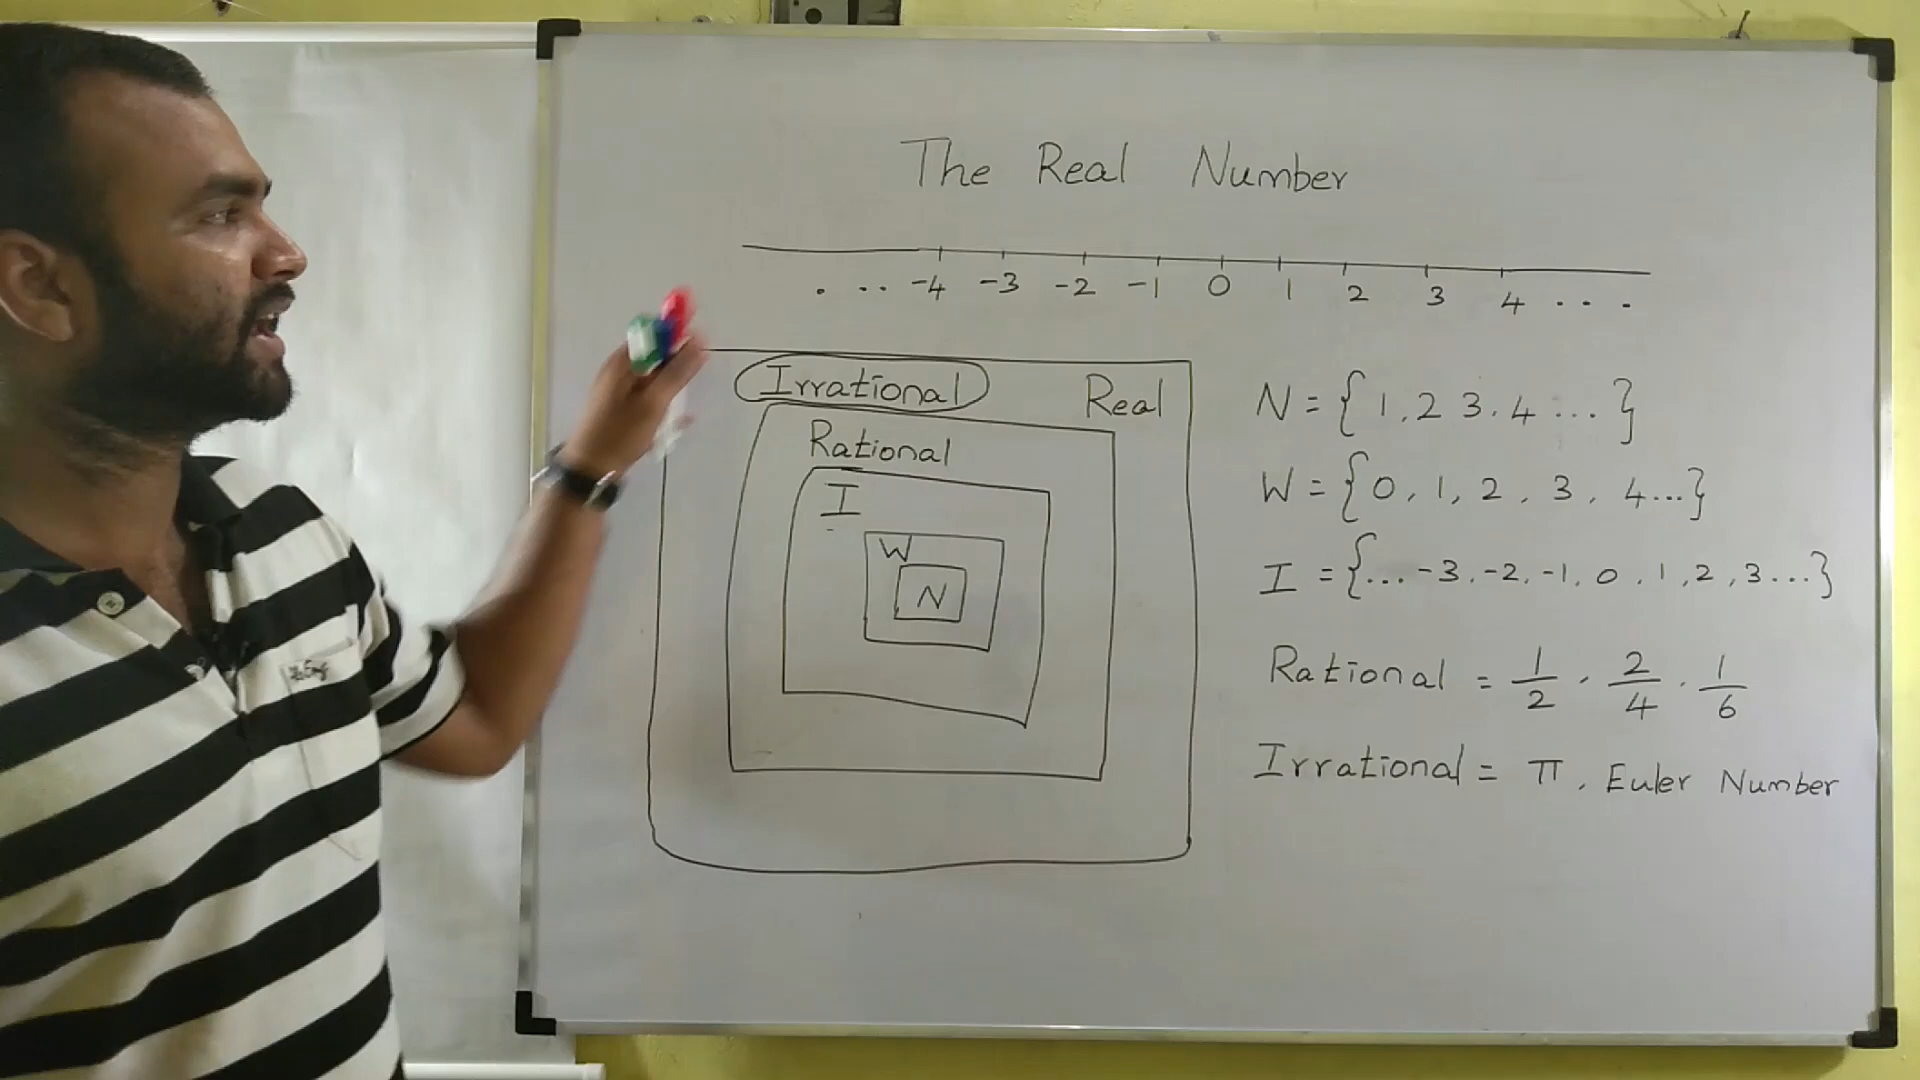 The Real Number
. .. -4 -3 -2 -1 0 1 2 3 4 ...
Irrational
Real
Rational
I
W
N
N = { 1, 2 3. 4 ... }
W = { 0, 1, 2, 3, 4... }
I = {... -3, -2, -1, 0, 1, 2, 3 ... }
Rational = 1/2 . 2/4 . 1/6
Irrational = π, Euler Number